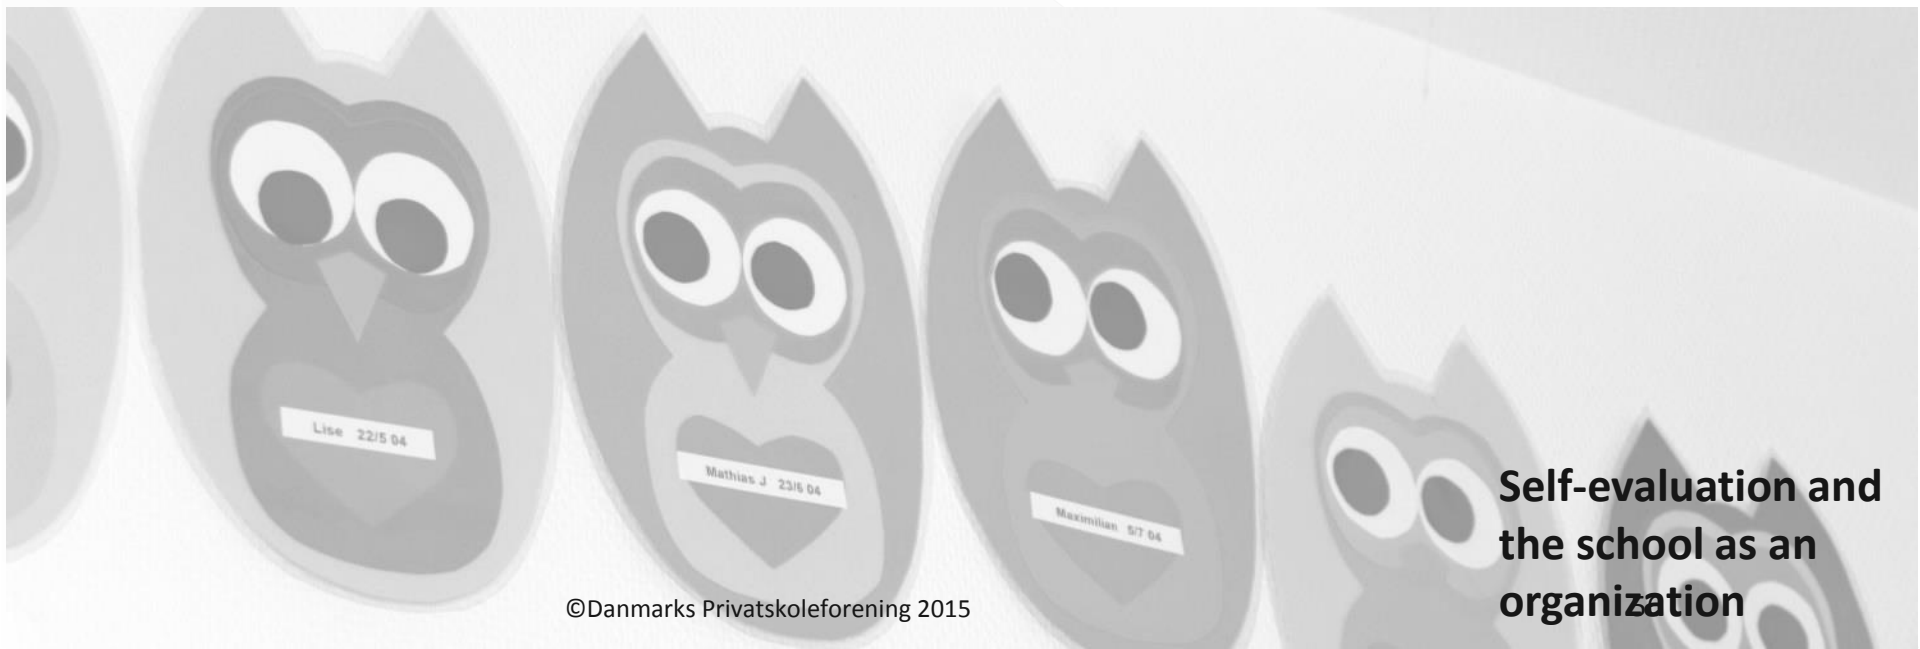 Lise 22/5 04
Mathias J 23/6 04
Maximilian 5/7 04
Self-evaluation and
the school as an
organization
©Danmarks Privatskoleforening 2015